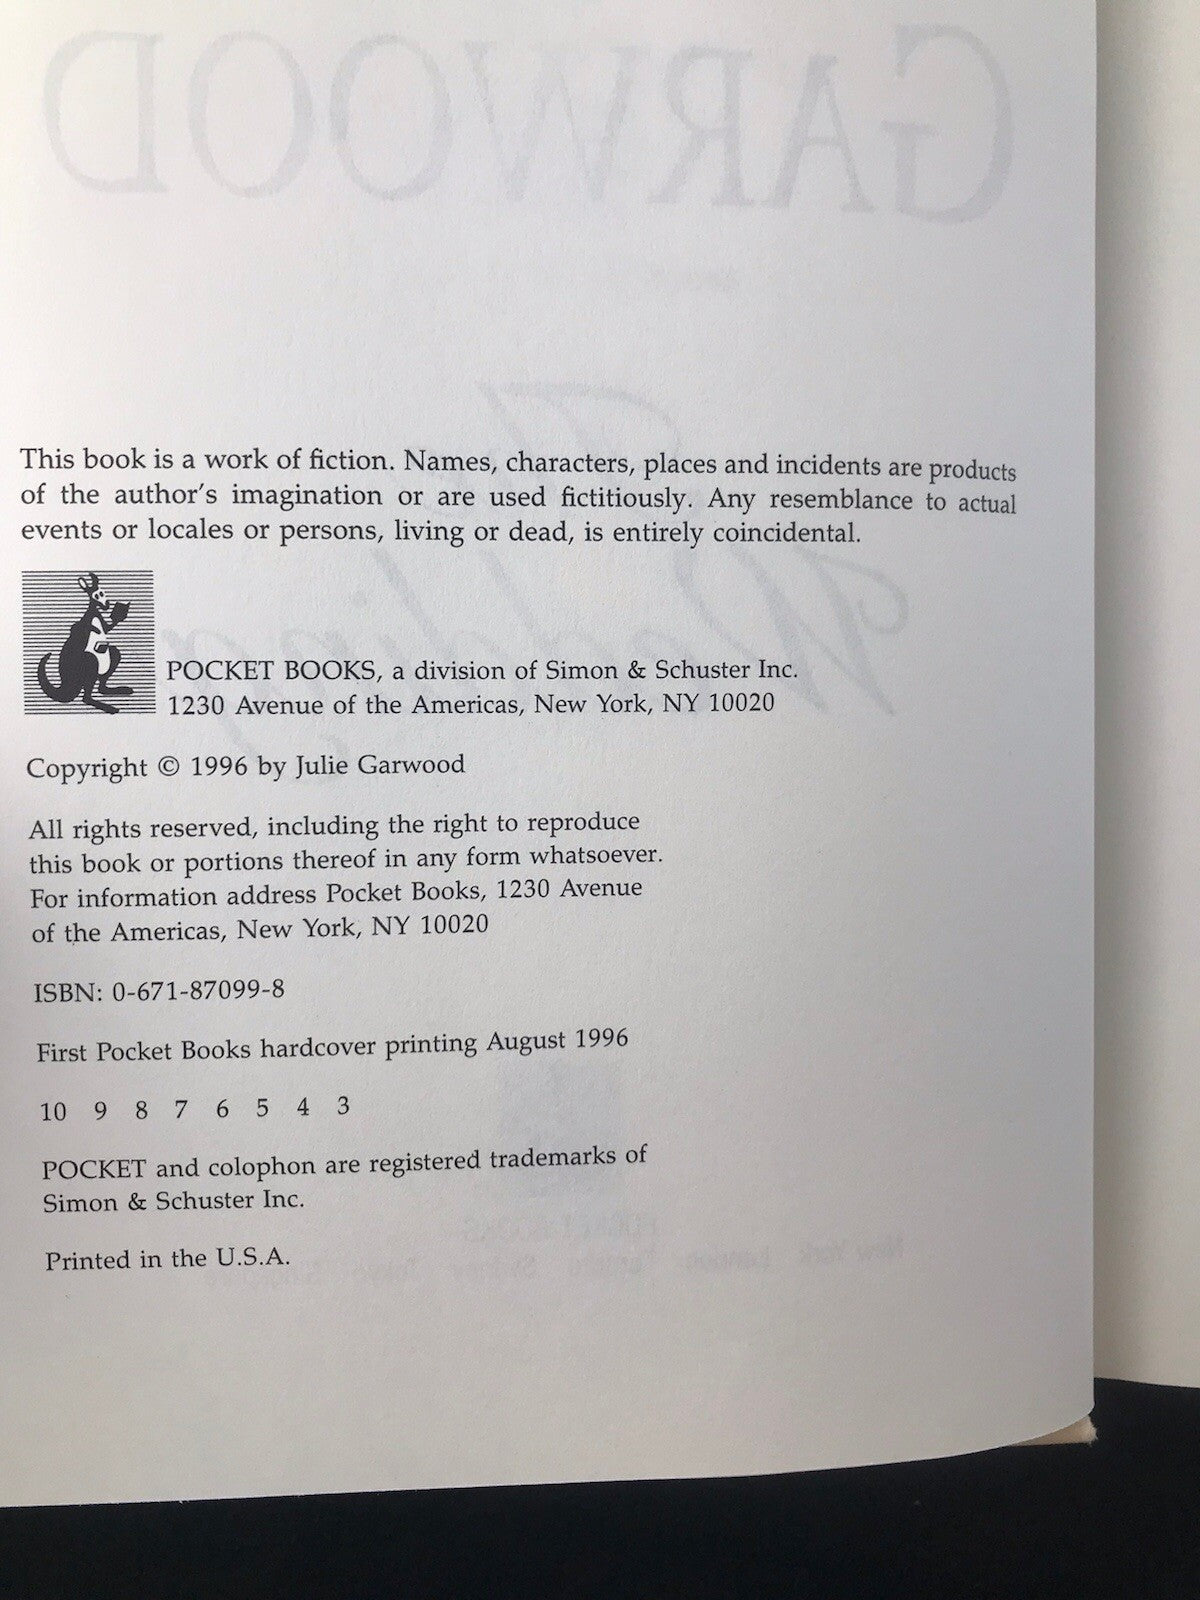 GARWOOD
The
Wedding
This book is a work of fiction. Names, characters, places and incidents are products
of the author's imagination or are used fictitiously. Any resemblance to actual
events or locales or persons, living or dead, is entirely coincidental.
POCKET BOOKS, a division of Simon & Schuster Inc.
1230 Avenue of the Americas, New York, NY 10020
Copyright © 1996 by Julie Garwood
All rights reserved, including the right to reproduce
this book or portions thereof in any form whatsoever.
For information address Pocket Books, 1230 Avenue
of the Americas, New York, NY 10020
ISBN: 0-671-87099-8
First Pocket Books hardcover printing August 1996
10 9 8 7 6 5 4 3
POCKET and colophon are registered trademarks of
Simon & Schuster Inc.
Printed in the U.S.A.